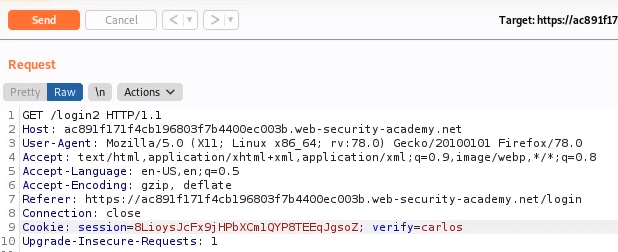 Send Cancel < > Target: https://ac891f17
Request
Pretty Raw \n Actions
1 GET /login2 HTTP/1.1
2 Host: ac891f171f4cb196803f7b4400ec003b.web-security-academy.net
3 User-Agent: Mozilla/5.0 (X11; Linux x86_64; rv:78.0) Gecko/20100101 Firefox/78.0
4 Accept: text/html,application/xhtml+xml,application/xml;q=0.9,image/webp,*/*;q=0.8
5 Accept-Language: en-US,en;q=0.5
6 Accept-Encoding: gzip, deflate
7 Referer: https://ac891f171f4cb196803f7b4400ec003b.web-security-academy.net/login
8 Connection: close
9 Cookie: session=8LioysJcFx9jHPbXCm1QYP8TEEqJgsoZ; verify=carlos
10 Upgrade-Insecure-Requests: 1